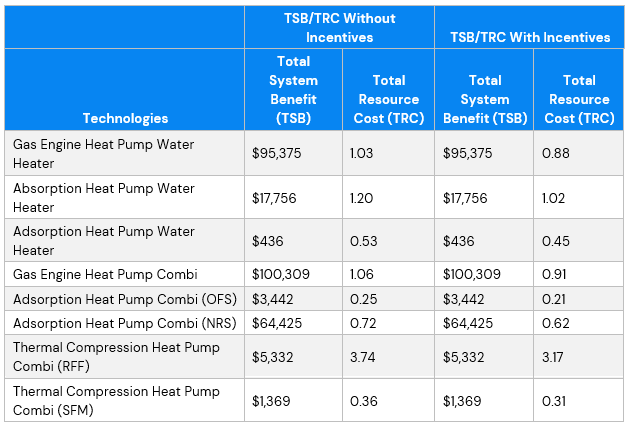 TSB/TRC Without
Incentives
TSB/TRC With Incentives
Technologies
Total
System
Benefit
(TSB)
Total
Resource
Cost (TRC)
Total
System
Benefit (TSB)
Total
Resource
Cost (TRC)
Gas Engine Heat Pump Water
Heater
$95,375
1.03
$95,375
0.88
Absorption Heat Pump Water
Heater
$17,756
1.20
$17,756
1.02
Adsorption Heat Pump Water
Heater
$436
0.53
$436
0.45
Gas Engine Heat Pump Combi
$100,309
1.06
$100,309
0.91
Adsorption Heat Pump Combi (OFS)
$3,442
0.25
$3,442
0.21
Adsorption Heat Pump Combi (NRS)
$64,425
0.72
$64,425
0.62
Thermal Compression Heat Pump
Combi (RFF)
$5,332
3.74
$5,332
3.17
Thermal Compression Heat Pump
Combi (SFM)
$1,369
0.36
$1,369
0.31